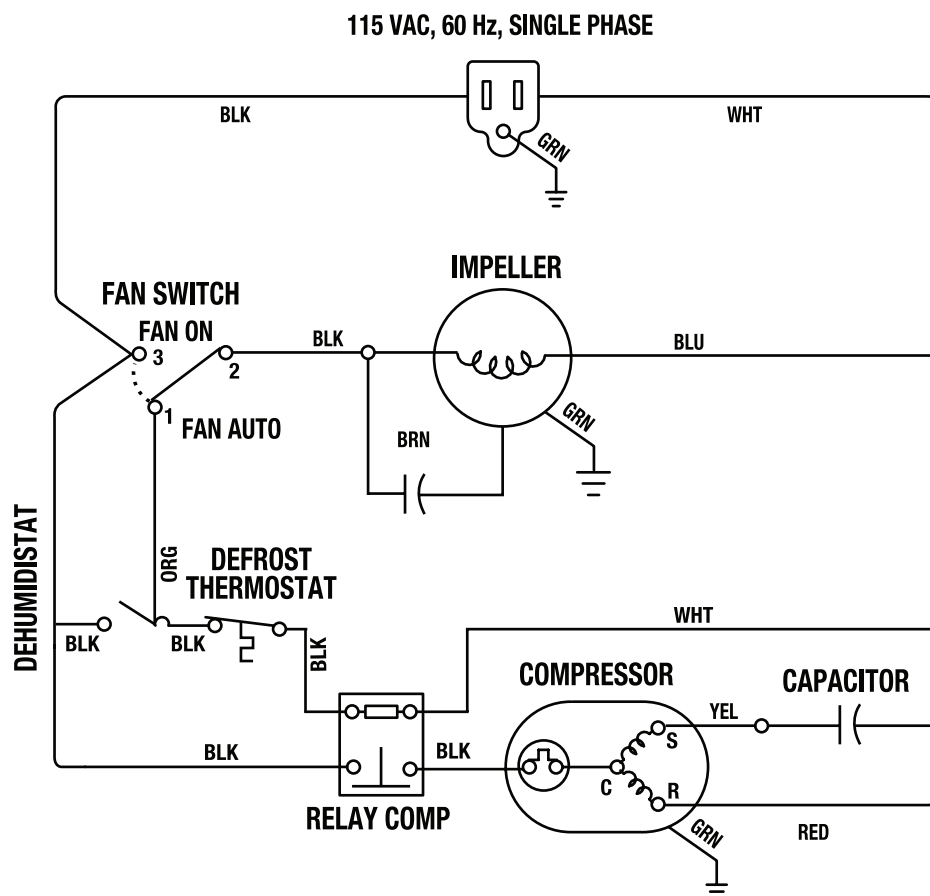 115 VAC, 60 Hz, SINGLE PHASE
BLK
WHT
GRN
IMPELLER
FAN SWITCH
FAN ON
3
2
BLK
BLU
1
FAN AUTO
GRN
BRN
DEHUMIDISTAT
ORG
DEFROST
THERMOSTAT
BLK
BLK
BLK
WHT
COMPRESSOR
CAPACITOR
YEL
S
BLK
BLK
C
R
RELAY COMP
GRN
RED